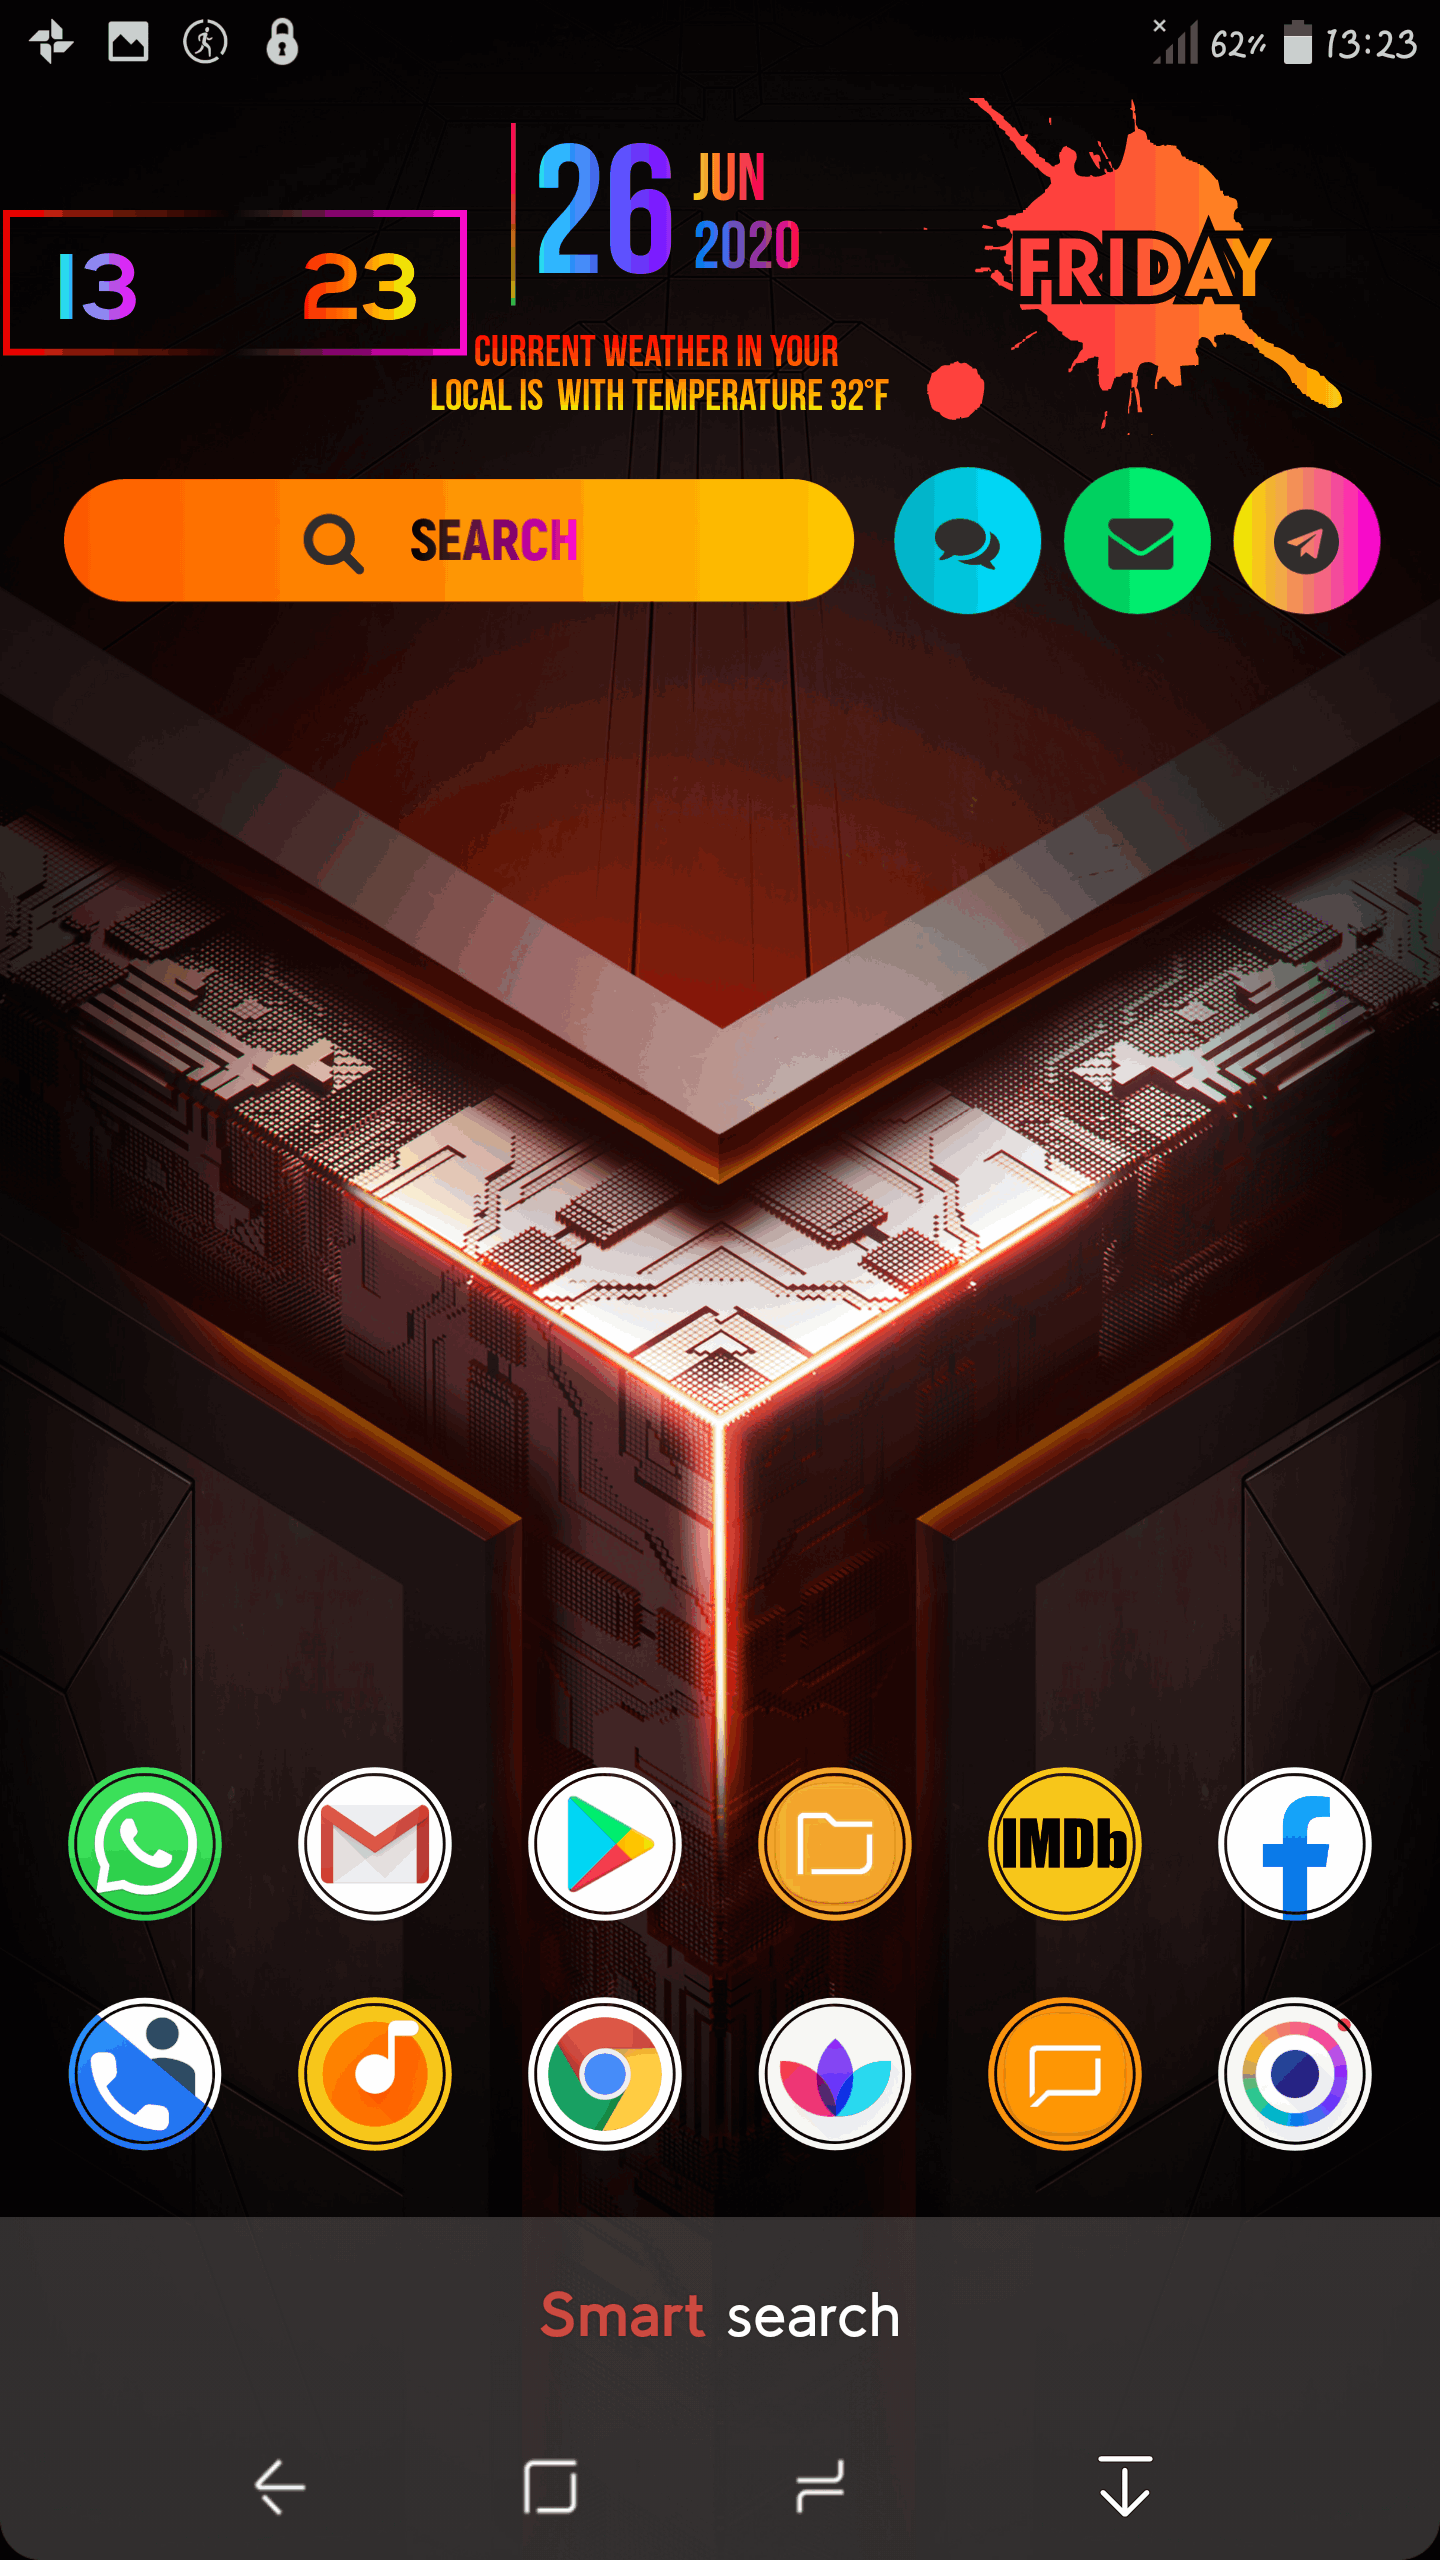 62% 13:23
26 JUN
2020
FRIDAY
13 23
CURRENT WEATHER IN YOUR
LOCAL IS  WITH TEMPERATURE 32°F
SEARCH
IMDb
Smart search